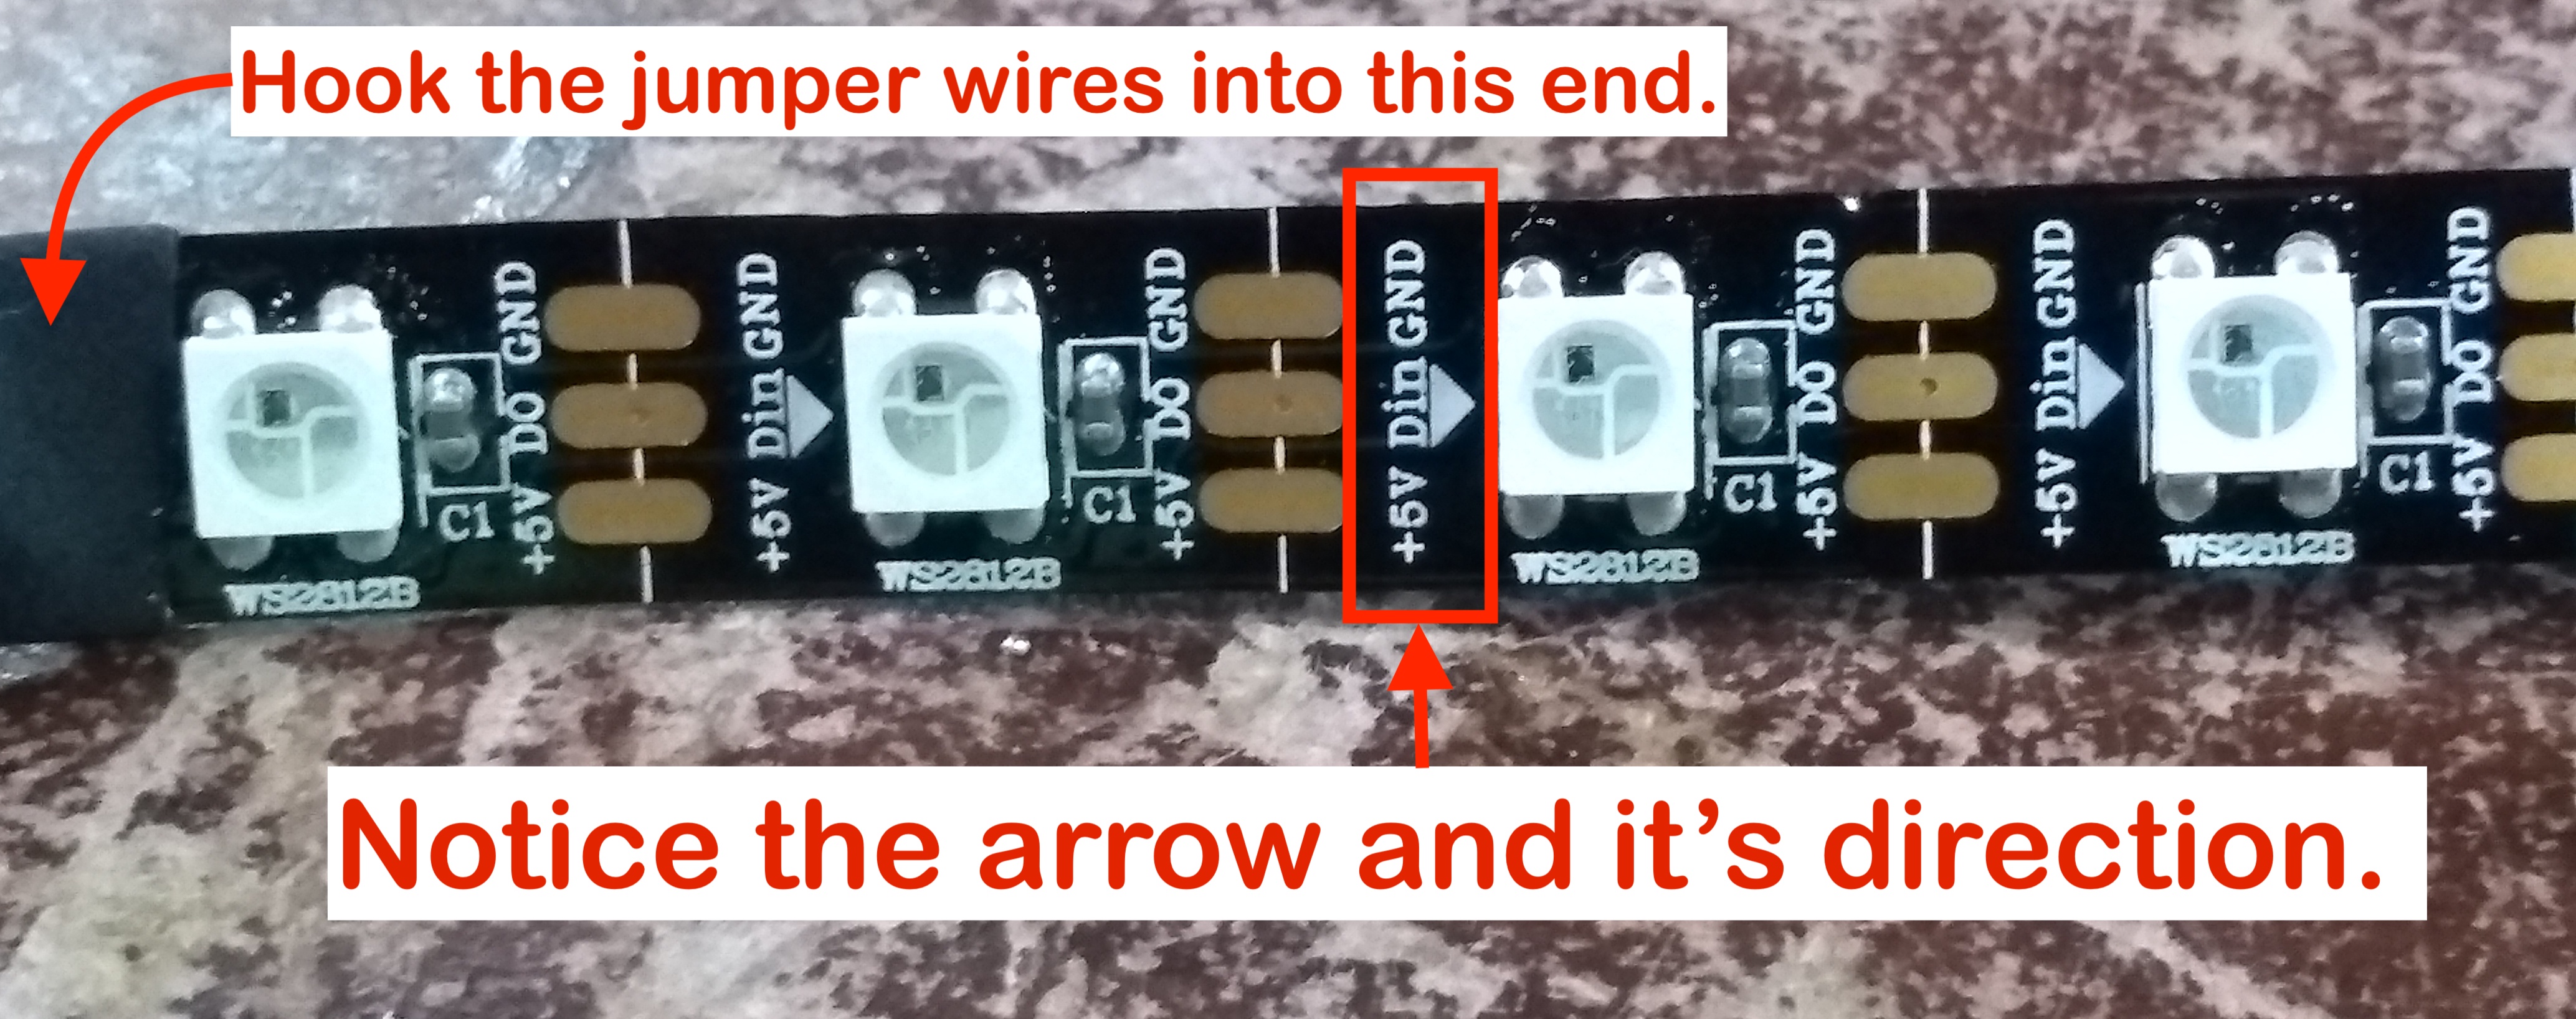 Hook the jumper wires into this end.
GND
DO
+5V
C1
WS2812B
GND
Din
+5V
GND
DO
+5V
C1
WS2812B
GND
Din
+5V
GND
DO
+5V
C1
WS2812B
GND
Din
+5V
GND
DO
+5V
C1
WS2812B
Notice the arrow and it’s direction.